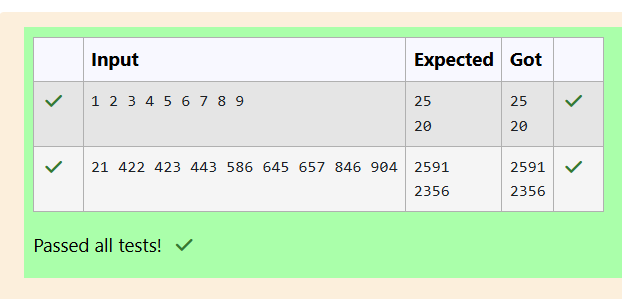 Input Expected Got
1 2 3 4 5 6 7 8 9 25 25
20 20
21 422 423 443 586 645 657 846 904 2591 2591
2356 2356
Passed all tests!